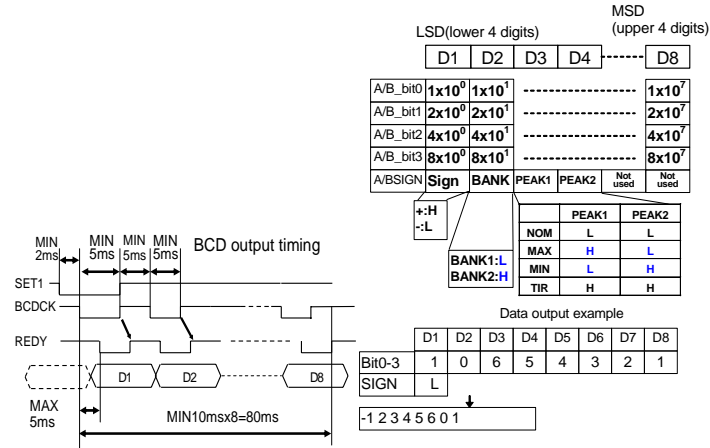 MSD
LSD(lower 4 digits) (upper 4 digits)
D1 D2 D3 D4 D8
A/B_bit0 1x10⁰ 1x10¹ 1x10⁷
A/B_bit1 2x10⁰ 2x10¹ 2x10⁷
A/B_bit2 4x10⁰ 4x10¹ 4x10⁷
A/B_bit3 8x10⁰ 8x10¹ 8x10⁷
A/BSIGN Sign BANK PEAK1 PEAK2 Not used Not used
+:H
-:L
BANK1:L
BANK2:H
PEAK1 PEAK2
NOM L L
MAX H L
MIN L H
TIR H H
BCD output timing
MIN 2ms MIN 5ms MIN 5ms MIN 5ms
SET1
BCDCK
REDY
D1 D2 D8
MAX 5ms
MIN10msx8=80ms
Data output example
D1 D2 D3 D4 D5 D6 D7 D8
Bit0-3 1 0 6 5 4 3 2 1
SIGN L
-1 2 3 4 5 6 0 1